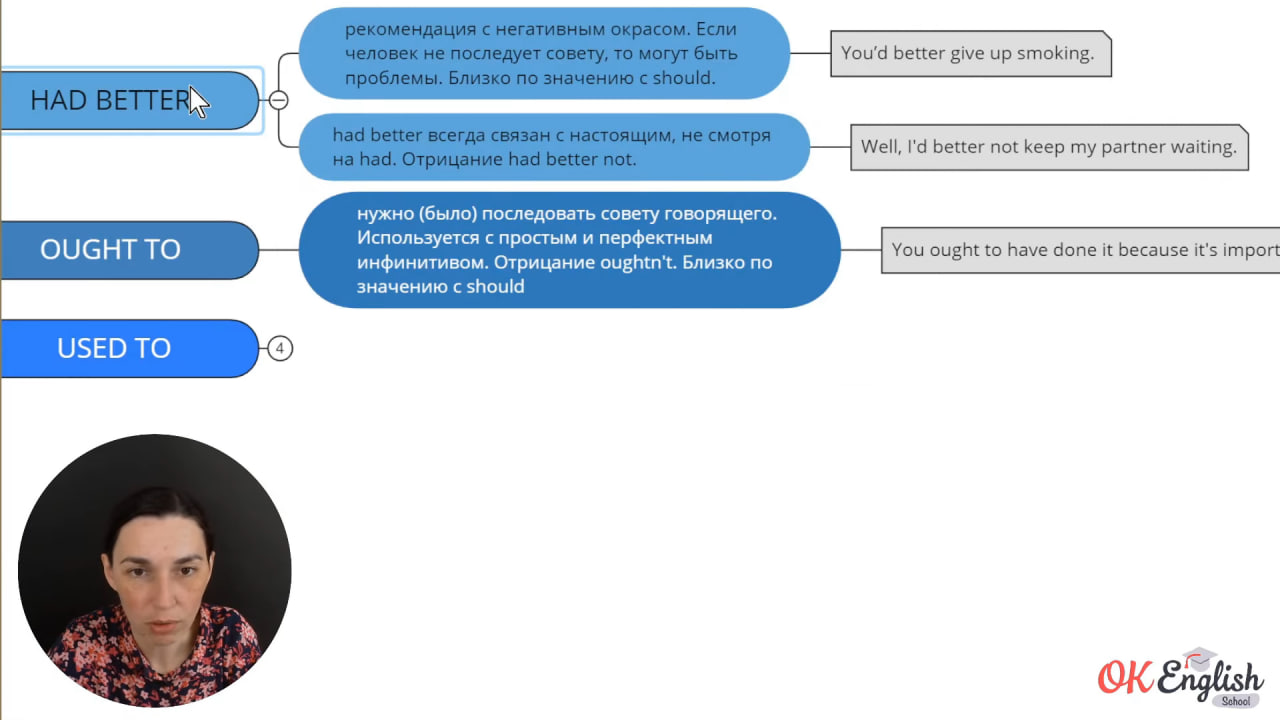 HAD BETTER
рекомендация с негативным окрасом. Если
человек не последует совету, то могут быть
проблемы. Близко по значению с should.
You’d better give up smoking.
had better всегда связан с настоящим, не смотря
на had. Отрицание had better not.
Well, I'd better not keep my partner waiting.
OUGHT TO
нужно (было) последовать совету говорящего.
Используется с простым и перфектным
инфинитивом. Отрицание oughtn't. Близко по
значению с should
You ought to have done it because it's import
USED TO
4
OK English
School